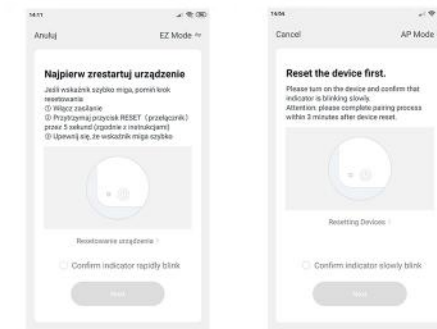 14:11
Anuluj
EZ Mode
Najpierw zrestartuj urządzenie
Jeśli wskaźnik szybko miga, pomiń krok
resetowania
① Włącz zasilanie
② Przytrzymaj przycisk RESET (przełącznik)
przez 5 sekund (zgodnie z instrukcjami)
③ Upewnij się, że wskaźnik miga szybko
Resetowanie urządzenia
Confirm indicator rapidly blink
Next
Cancel
AP Mode
Reset the device first.
Please turn on the device and confirm that
indicator is blinking slowly.
Attention: please complete pairing process
within 3 minutes after device reset.
Resetting Devices
Confirm indicator slowly blink
Next